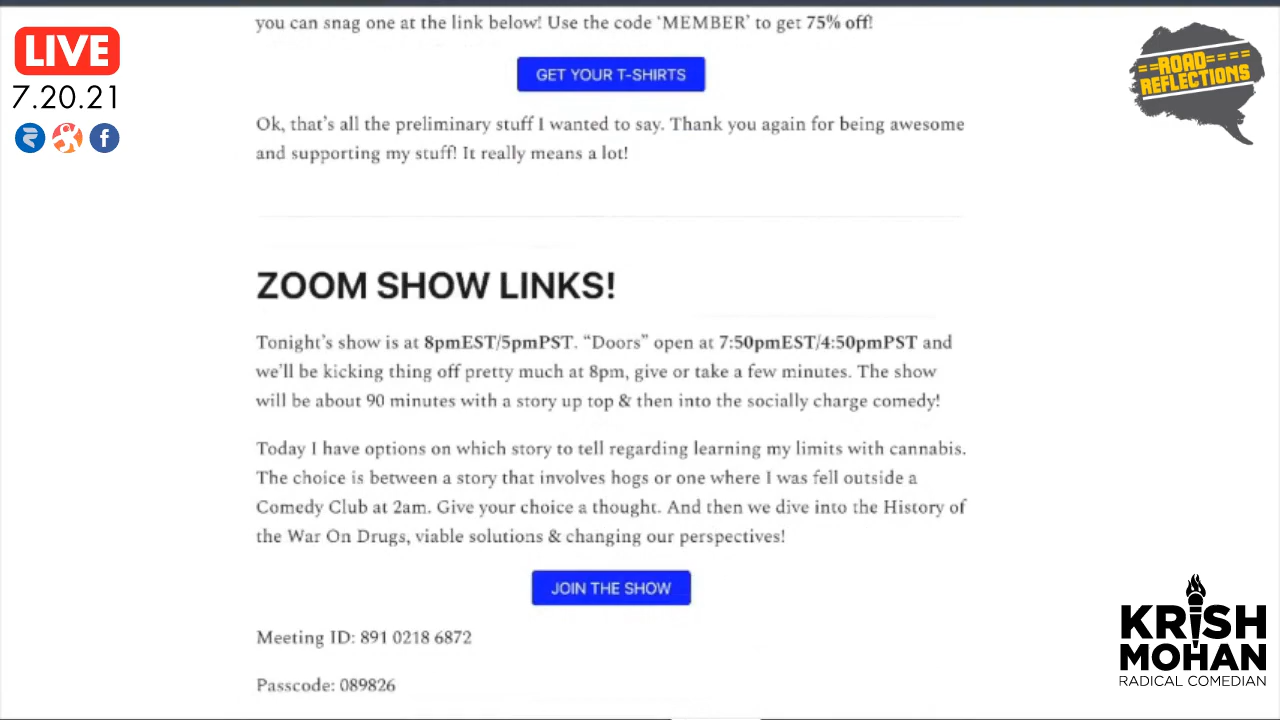 you can snag one at the link below! Use the code ‘MEMBER’ to get 75% off!
LIVE
7.20.21
==ROAD====
REFLECTIONS
GET YOUR T-SHIRTS
Ok, that’s all the preliminary stuff I wanted to say. Thank you again for being awesome
and supporting my stuff! It really means a lot!
ZOOM SHOW LINKS!
Tonight’s show is at 8pmEST/5pmPST. “Doors” open at 7:50pmEST/4:50pmPST and
we’ll be kicking thing off pretty much at 8pm, give or take a few minutes. The show
will be about 90 minutes with a story up top & then into the socially charge comedy!
Today I have options on which story to tell regarding learning my limits with cannabis.
The choice is between a story that involves hogs or one where I was fell outside a
Comedy Club at 2am. Give your choice a thought. And then we dive into the History of
the War On Drugs, viable solutions & changing our perspectives!
JOIN THE SHOW
Meeting ID: 891 0218 6872
Passcode: 089826
KRISH
MOHAN
RADICAL COMEDIAN